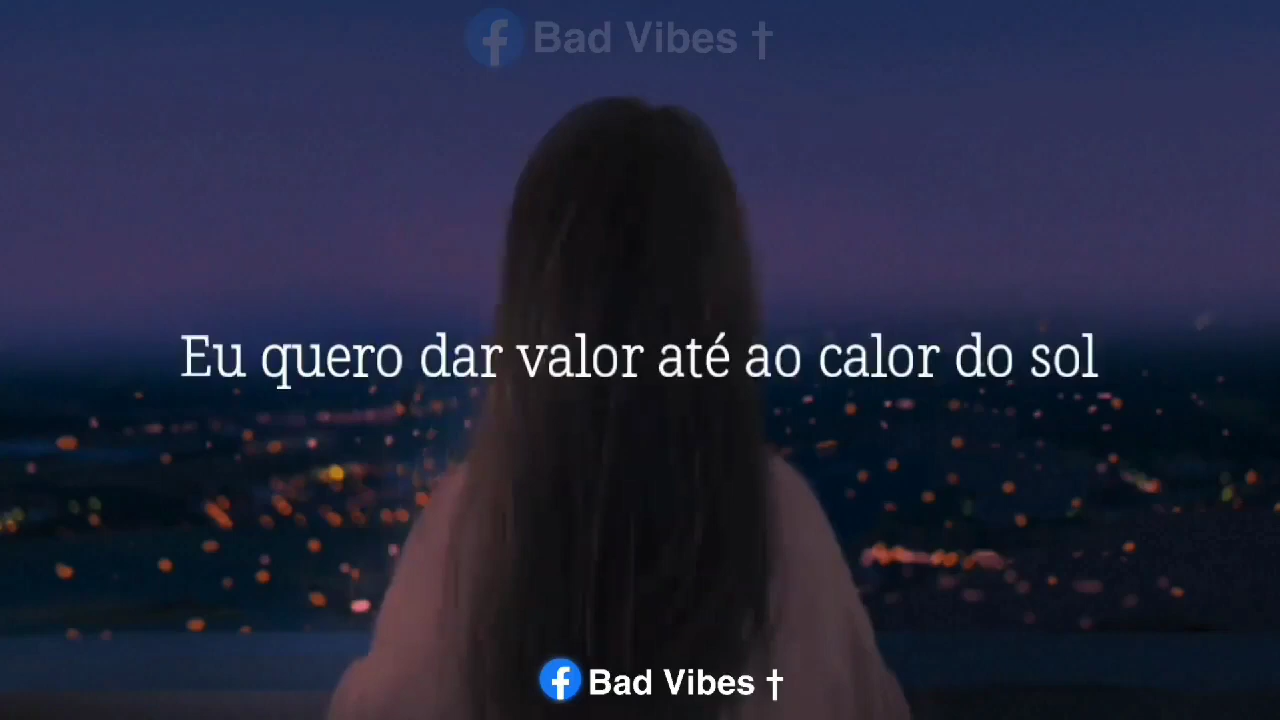 Bad Vibes †
Eu quero dar valor até ao calor do sol
Bad Vibes †